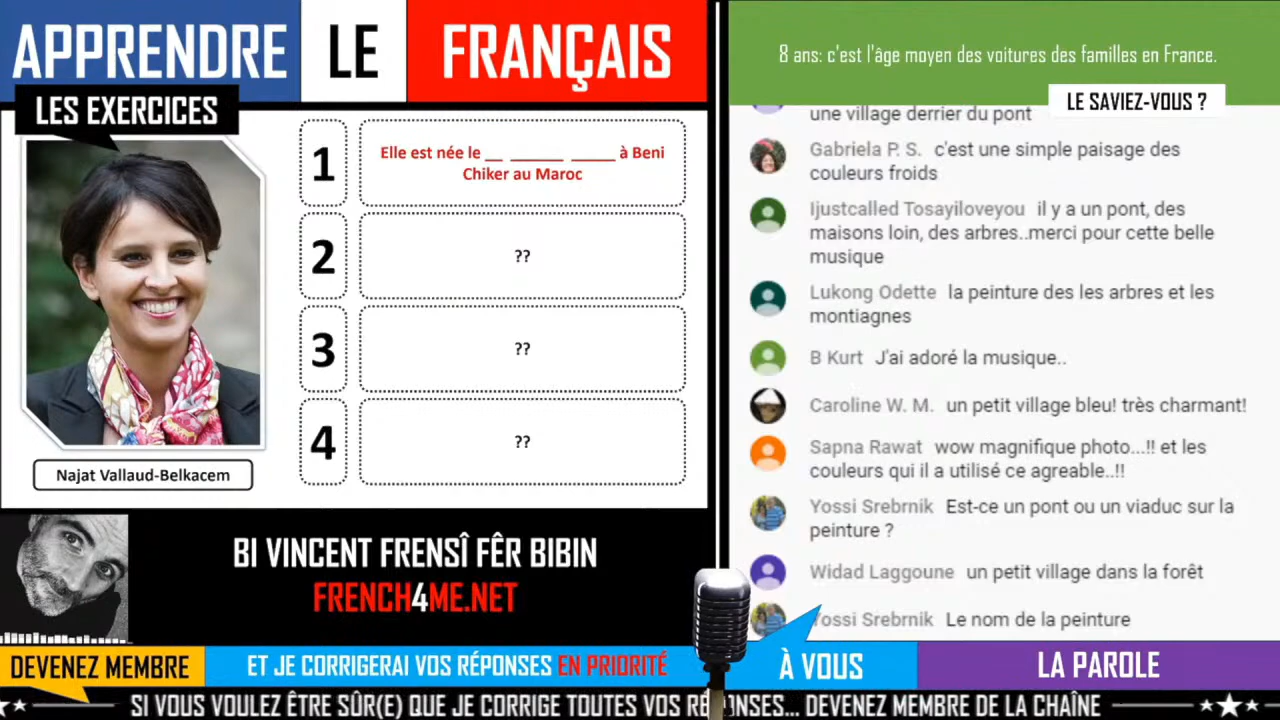 APPRENDRE LE FRANÇAIS
LES EXERCICES
1
Elle est née le __ ______ _____ à Beni
Chiker au Maroc
2
??
3
??
4
??
Najat Vallaud-Belkacem
BI VINCENT FRENSÎ FÊR BIBIN
FRENCH4ME.NET
DEVENEZ MEMBRE
ET JE CORRIGERAI VOS RÉPONSES EN PRIORITÉ
8 ans: c'est l'âge moyen des voitures des familles en France.
LE SAVIEZ-VOUS ?
une village derrier du pont
Gabriela P. S. c'est une simple paisage des
couleurs froids
Ijustcalled Tosayiloveyou il y a un pont, des
maisons loin, des arbres..merci pour cette belle
musique
Lukong Odette la peinture des les arbres et les
montiagnes
B Kurt J'ai adoré la musique..
Caroline W. M. un petit village bleu! très charmant!
Sapna Rawat wow magnifique photo...!! et les
couleurs qui il a utilisé ce agreable..!!
Yossi Srebrnik Est-ce un pont ou un viaduc sur la
peinture ?
Widad Laggoune un petit village dans la forêt
Yossi Srebrnik Le nom de la peinture
À VOUS
LA PAROLE
SI VOUS VOULEZ ÊTRE SÛR(E) QUE JE CORRIGE TOUTES VOS RÉPONSES... DEVENEZ MEMBRE DE LA CHAÎNE